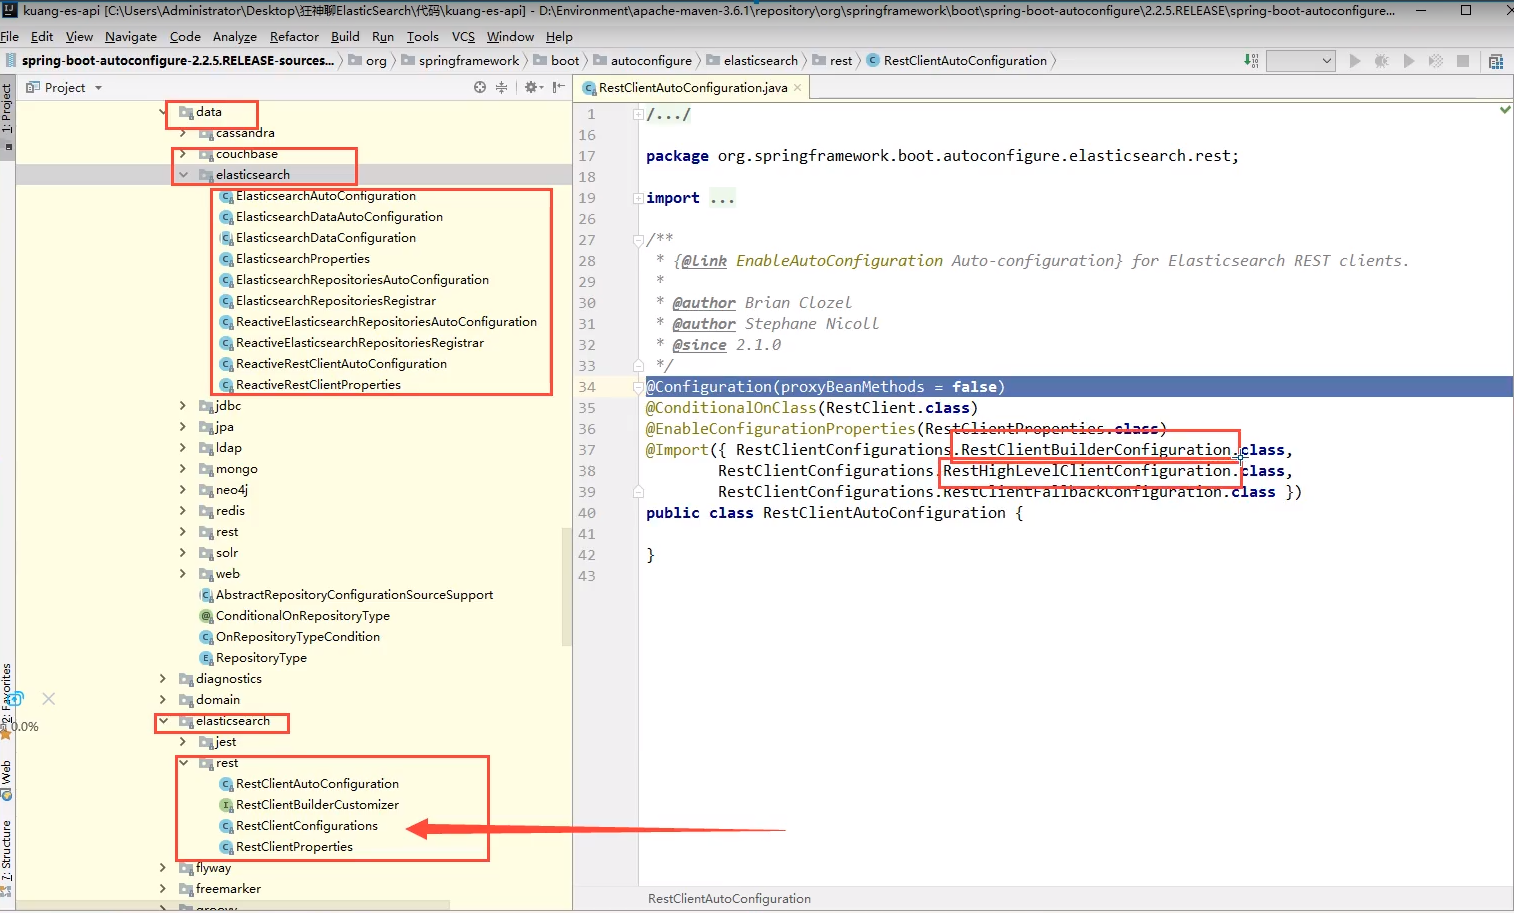 kuang-es-api [C:\Users\Administrator\Desktop\狂神聊ElasticSearch\代码\kuang-es-api] - D:\Environment\apache-maven-3.6.1\repository\org\springframework\boot\spring-boot-autoconfigure\2.2.5.RELEASE\spring-boot-autoconfigure...
File Edit View Navigate Code Analyze Refactor Build Run Tools VCS Window Help
spring-boot-autoconfigure-2.2.5.RELEASE-sources... org springframework boot autoconfigure elasticsearch rest RestClientAutoConfiguration
Project
RestClientAutoConfiguration.java
1: Project
data
cassandra
couchbase
elasticsearch
ElasticsearchAutoConfiguration
ElasticsearchDataAutoConfiguration
ElasticsearchDataConfiguration
ElasticsearchProperties
ElasticsearchRepositoriesAutoConfiguration
ElasticsearchRepositoriesRegistrar
ReactiveElasticsearchRepositoriesAutoConfiguration
ReactiveElasticsearchRepositoriesRegistrar
ReactiveRestClientAutoConfiguration
ReactiveRestClientProperties
jdbc
jpa
ldap
mongo
neo4j
redis
rest
solr
web
AbstractRepositoryConfigurationSourceSupport
ConditionalOnRepositoryType
OnRepositoryTypeCondition
RepositoryType
diagnostics
domain
elasticsearch
jest
rest
RestClientAutoConfiguration
RestClientBuilderCustomizer
RestClientConfigurations
RestClientProperties
flyway
freemarker
groovy
2: Favorites
0.0%
Web
7: Structure
1 /.../
16
17 package org.springframework.boot.autoconfigure.elasticsearch.rest;
18
19 import ...
26
27 /**
28 * {@link EnableAutoConfiguration Auto-configuration} for Elasticsearch REST clients.
29 *
30 * @author Brian Clozel
31 * @author Stephane Nicoll
32 * @since 2.1.0
33 */
34 @Configuration(proxyBeanMethods = false)
35 @ConditionalOnClass(RestClient.class)
36 @EnableConfigurationProperties(RestClientProperties.class)
37 @Import({ RestClientConfigurations.RestClientBuilderConfiguration.class,
38 RestClientConfigurations.RestHighLevelClientConfiguration.class,
39 RestClientConfigurations.RestClientFallbackConfiguration.class })
40 public class RestClientAutoConfiguration {
41
42 }
43
RestClientAutoConfiguration